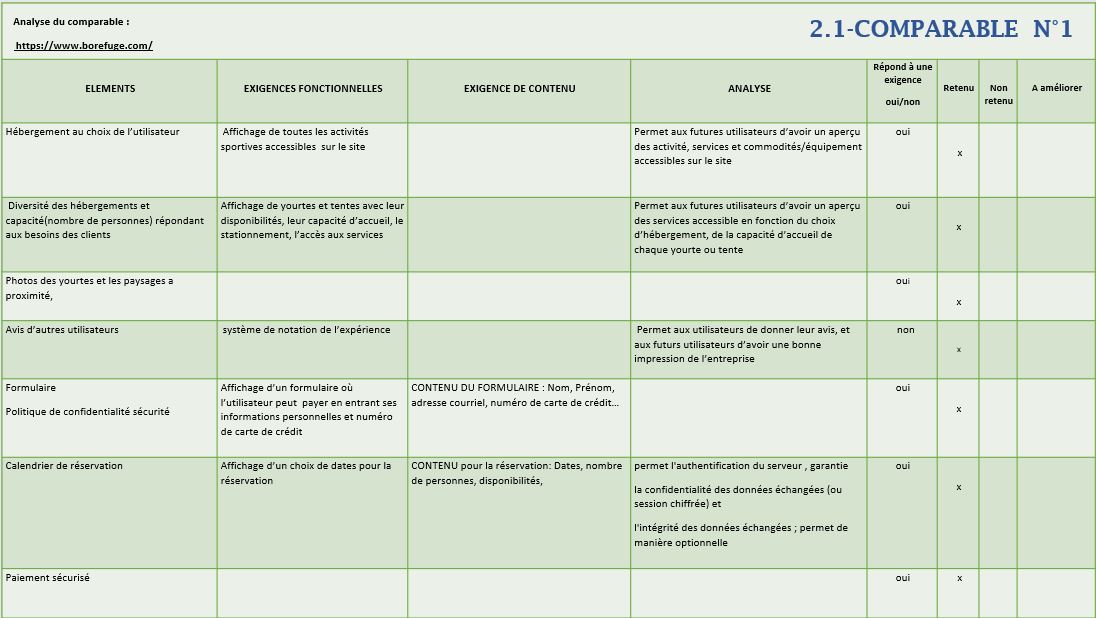 Analyse du comparable :
https://www.borefuge.com/
2.1-COMPARABLE N°1
ELEMENTS
EXIGENCES FONCTIONNELLES
EXIGENCE DE CONTENU
ANALYSE
Répond à une
exigence
oui/non
Retenu
Non
retenu
A améliorer
Hébergement au choix de l’utilisateur
Affichage de toutes les activités
sportives accessibles sur le site
Permet aux futures utilisateurs d’avoir un aperçu
des activité, services et commodités/équipement
accessibles sur le site
oui
x
Diversité des hébergements et
capacité(nombre de personnes) répondant
aux besoins des clients
Affichage de yourtes et tentes avec leur
disponibilités, leur capacité d’accueil, le
stationnement, l’accès aux services
Permet aux futures utilisateurs d’avoir un aperçu
des services accessible en fonction du choix
d’hébergement, de la capacité d’accueil de
chaque yourte ou tente
oui
x
Photos des yourtes et les paysages a
proximité,
oui
x
Avis d’autres utilisateurs
système de notation de l’expérience
Permet aux utilisateurs de donner leur avis, et
aux futurs utilisateurs d’avoir une bonne
impression de l’entreprise
non
x
Formulaire
Politique de confidentialité sécurité
Affichage d’un formulaire où
l’utilisateur peut payer en entrant ses
informations personnelles et numéro
de carte de crédit
CONTENU DU FORMULAIRE : Nom, Prénom,
adresse courriel, numéro de carte de crédit…
oui
x
Calendrier de réservation
Affichage d’un choix de dates pour la
réservation
CONTENU pour la réservation: Dates, nombre
de personnes, disponibilités,
permet l'authentification du serveur , garantie
la confidentialité des données échangées (ou
session chiffrée) et
l'intégrité des données échangées ; permet de
manière optionnelle
oui
x
Paiement sécurisé
oui
x